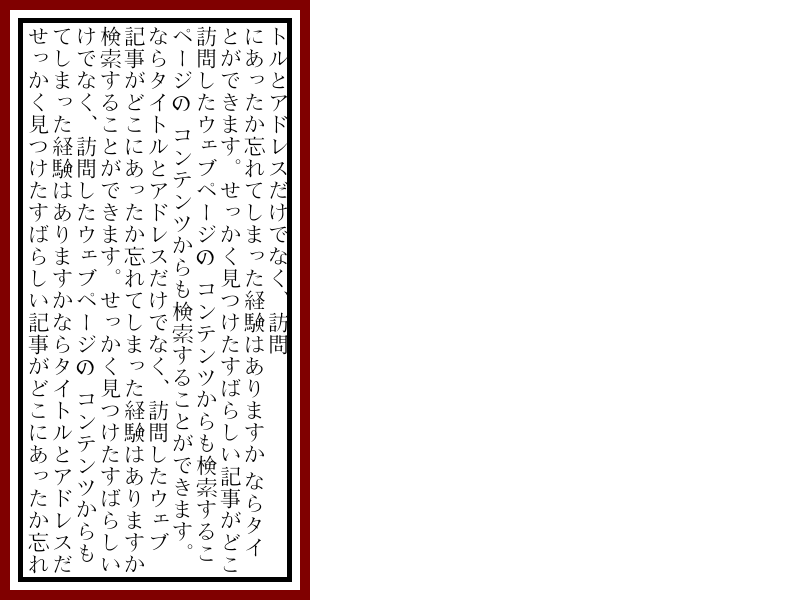 せっかく見つけたすばらしい記事がどこにあったか忘れ
てしまった経験はありますかならタイトルとアドレスだ
けでなく、訪問したウェブページの コンテンツからも
検索することができます。せっかく見つけたすばらしい
記事がどこにあったか忘れてしまった経験はありますか
ならタイトルとアドレスだけでなく、訪問したウェブ
ページの コンテンツからも検索することができます。
訪問したウェブページの コンテンツからも検索するこ
とができます。せっかく見つけたすばらしい記事がどこ
にあったか忘れてしまった経験はありますか ならタイ
トルとアドレスだけでなく、訪問